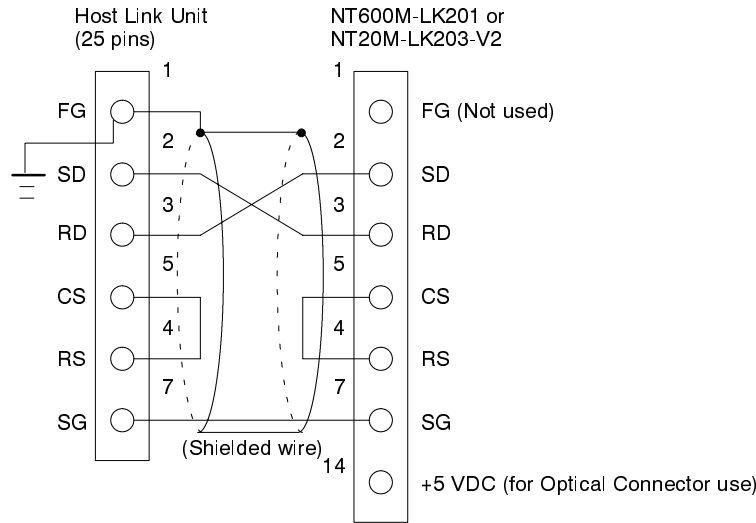 Host Link Unit
(25 pins)
NT600M-LK201 or
NT20M-LK203-V2
1
1
FG
FG (Not used)
2
2
SD
SD
3
3
RD
RD
5
5
CS
CS
4
4
RS
RS
7
7
SG
SG
(Shielded wire)
14
+5 VDC (for Optical Connector use)